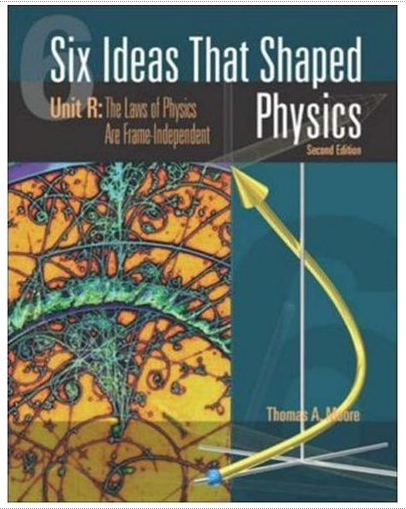 6
Six Ideas That Shaped
Physics
Unit R: The Laws of Physics
Are Frame-Independent
Second Edition
Thomas A. Moore